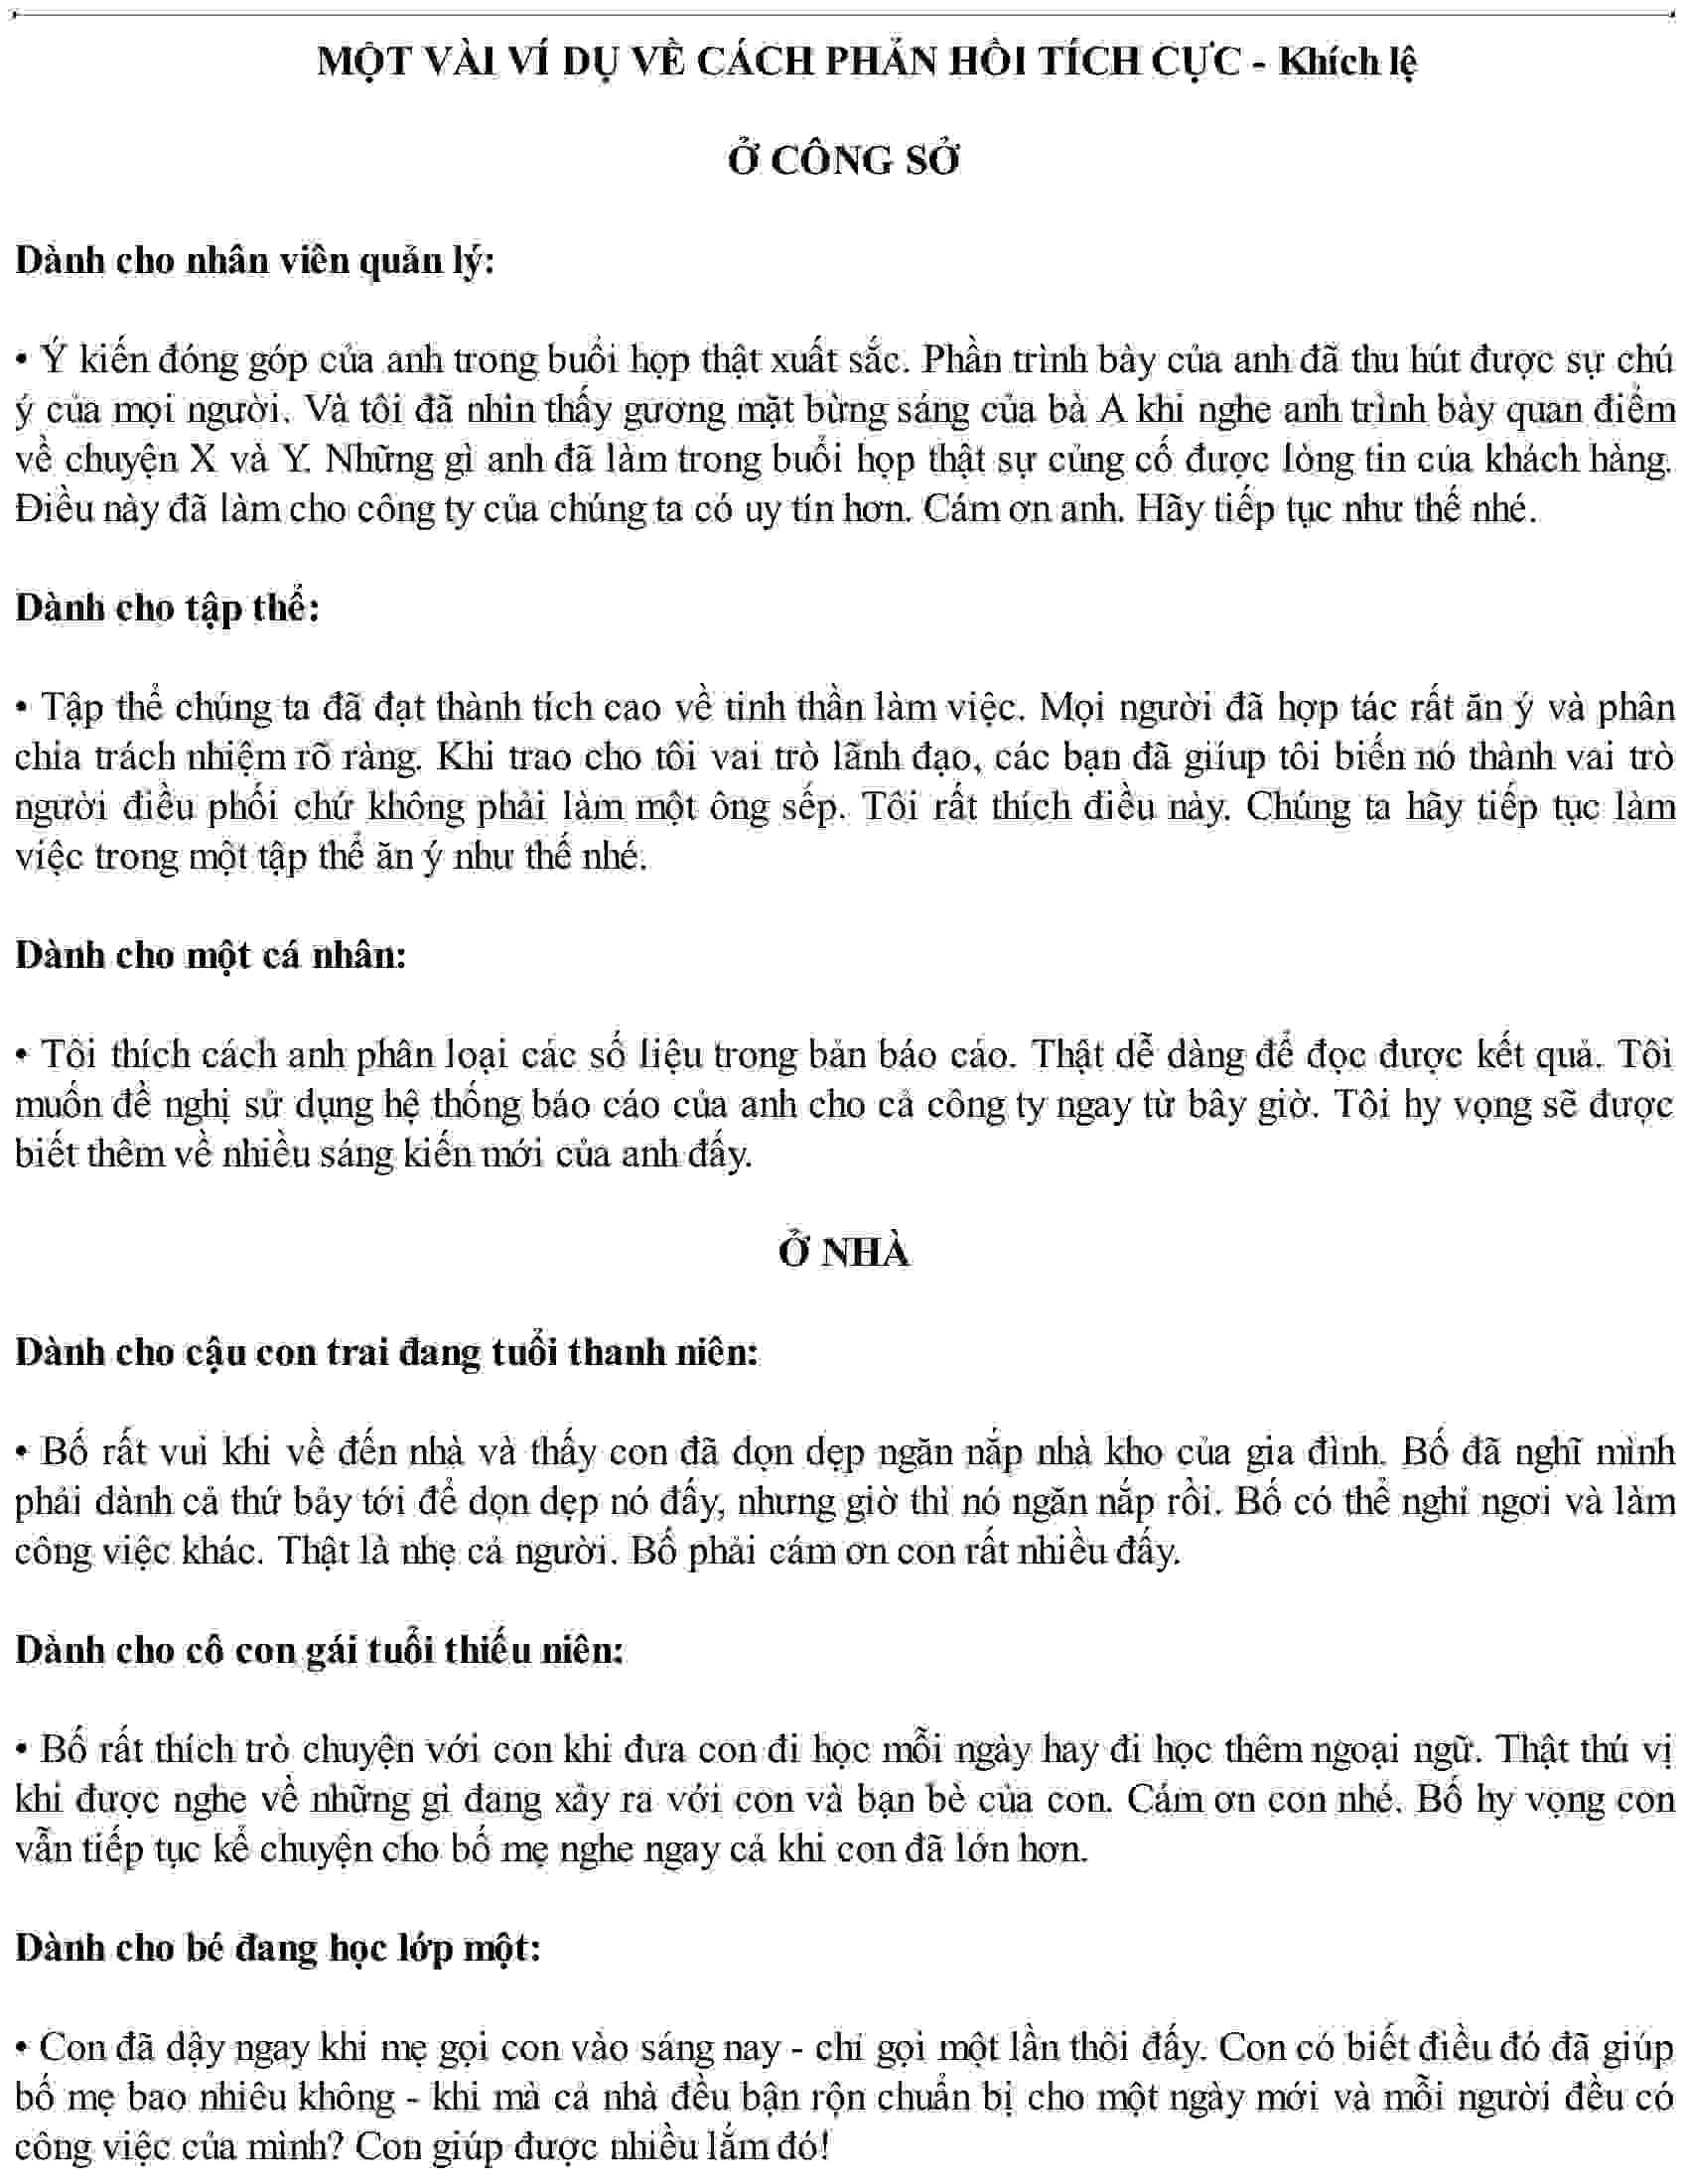 MỘT VÀI VÍ DỤ VỀ CÁCH PHẢN HỒI TÍCH CỰC - Khích lệ
Ở CÔNG SỞ
Dành cho nhân viên quản lý:
• Ý kiến đóng góp của anh trong buổi họp thật xuất sắc. Phần trình bày của anh đã thu hút được sự chú
ý của mọi người. Và tôi đã nhìn thấy gương mặt bừng sáng của bà A khi nghe anh trình bày quan điểm
về chuyện X và Y. Những gì anh đã làm trong buổi họp thật sự củng cố được lòng tin của khách hàng.
Điều này đã làm cho công ty của chúng ta có uy tín hơn. Cám ơn anh. Hãy tiếp tục như thế nhé.
Dành cho tập thể:
• Tập thể chúng ta đã đạt thành tích cao về tinh thần làm việc. Mọi người đã hợp tác rất ăn ý và phân
chia trách nhiệm rõ ràng. Khi trao cho tôi vai trò lãnh đạo, các bạn đã giíup tôi biến nó thành vai trò
người điều phối chứ không phải làm một ông sếp. Tôi rất thích điều này. Chúng ta hãy tiếp tục làm
việc trong một tập thể ăn ý như thế nhé.
Dành cho một cá nhân:
• Tôi thích cách anh phân loại các số liệu trong bản báo cáo. Thật dễ dàng để đọc được kết quả. Tôi
muốn đề nghị sử dụng hệ thống báo cáo của anh cho cả công ty ngay từ bây giờ. Tôi hy vọng sẽ được
biết thêm về nhiều sáng kiến mới của anh đấy.
Ở NHÀ
Dành cho cậu con trai đang tuổi thanh niên:
• Bố rất vui khi về đến nhà và thấy con đã dọn dẹp ngăn nắp nhà kho của gia đình. Bố đã nghĩ mình
phải dành cả thứ bảy tới để dọn dẹp nó đấy, nhưng giờ thì nó ngăn nắp rồi. Bố có thể nghỉ ngơi và làm
công việc khác. Thật là nhẹ cả người. Bố phải cám ơn con rất nhiều đấy.
Dành cho cô con gái tuổi thiếu niên:
• Bố rất thích trò chuyện với con khi đưa con đi học mỗi ngày hay đi học thêm ngoại ngữ. Thật thú vị
khi được nghe về những gì đang xảy ra với con và bạn bè của con. Cám ơn con nhé. Bố hy vọng con
vẫn tiếp tục kể chuyện cho bố mẹ nghe ngay cả khi con đã lớn hơn.
Dành cho bé đang học lớp một:
• Con đã dậy ngay khi mẹ gọi con vào sáng nay - chỉ gọi một lần thôi đấy. Con có biết điều đó đã giúp
bố mẹ bao nhiêu không - khi mà cả nhà đều bận rộn chuẩn bị cho một ngày mới và mỗi người đều có
công việc của mình? Con giúp được nhiều lắm đó!